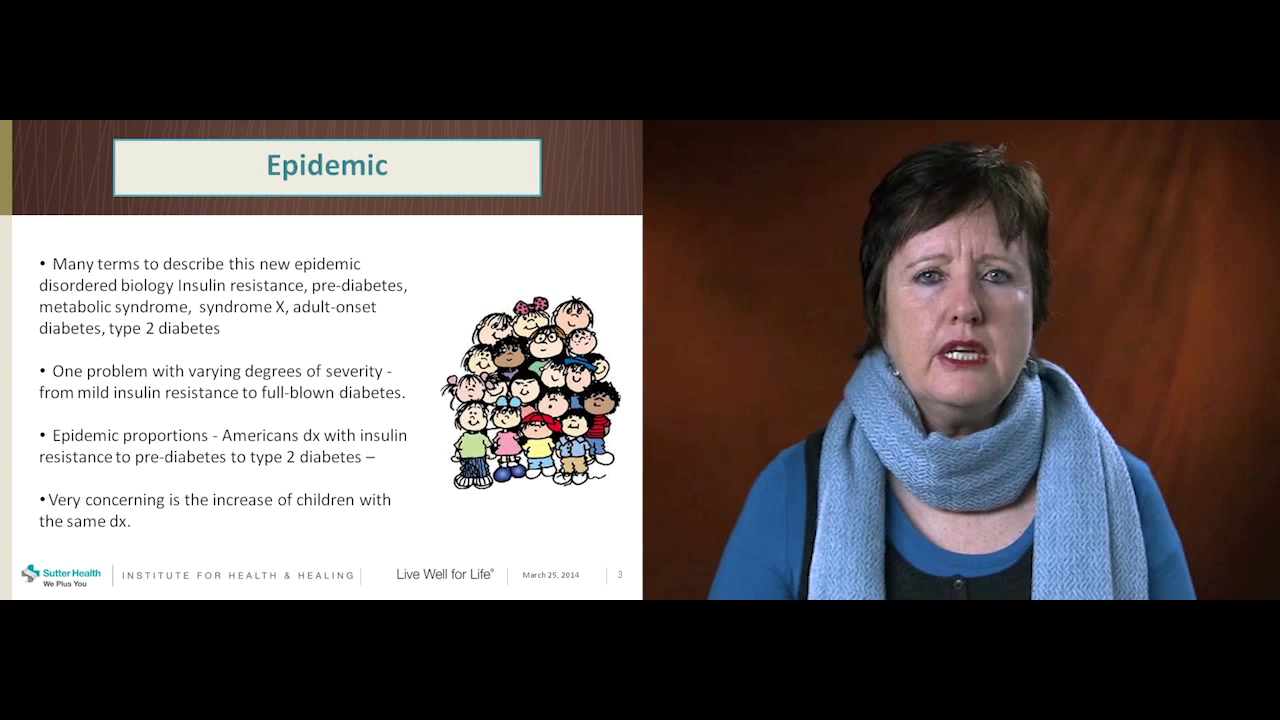 Epidemic
• Many terms to describe this new epidemic
disordered biology Insulin resistance, pre-diabetes,
metabolic syndrome, syndrome X, adult-onset
diabetes, type 2 diabetes
• One problem with varying degrees of severity -
from mild insulin resistance to full-blown diabetes.
• Epidemic proportions - Americans dx with insulin
resistance to pre-diabetes to type 2 diabetes –
• Very concerning is the increase of children with
the same dx.
Sutter Health
We Plus You
INSTITUTE FOR HEALTH & HEALING
Live Well for Life®
March 25, 2014
3